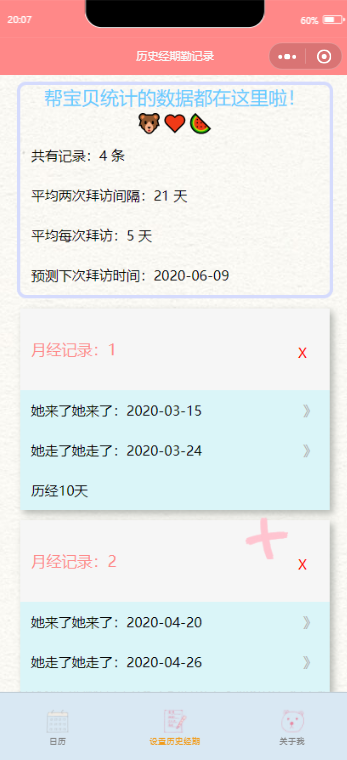 20:07
60%
历史经期勤记录
帮宝贝统计的数据都在这里啦！
共有记录：4 条
平均两次拜访间隔：21 天
平均每次拜访：5 天
预测下次拜访时间：2020-06-09
月经记录：1
X
她来了她来了：2020-03-15
》
她走了她走了：2020-03-24
》
历经10天
月经记录：2
X
她来了她来了：2020-04-20
》
她走了她走了：2020-04-26
》
日历
设置历史经期
关于我